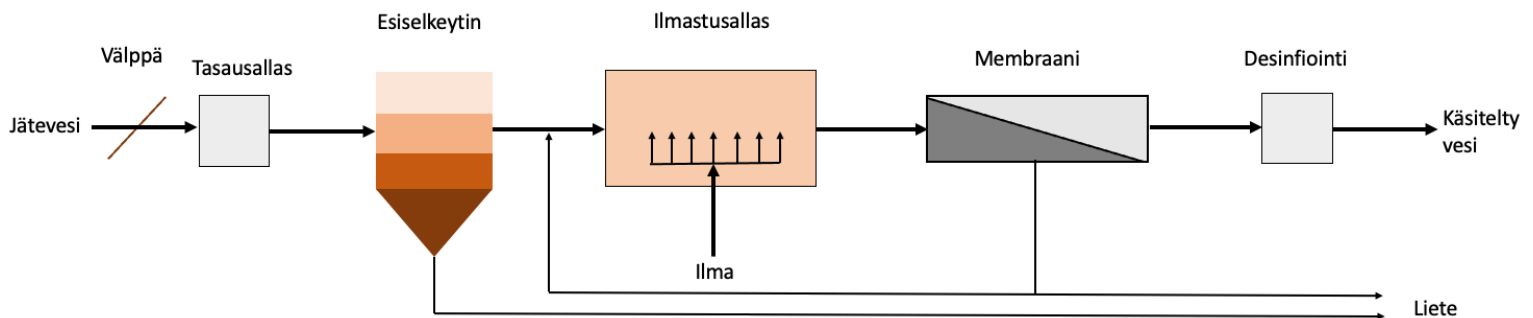 Jätevesi
Välppä
Tasausallas
Esiselkeytin
Ilmastusallas
Ilma
Membraani
Desinfiointi
Käsitelty
vesi
Liete